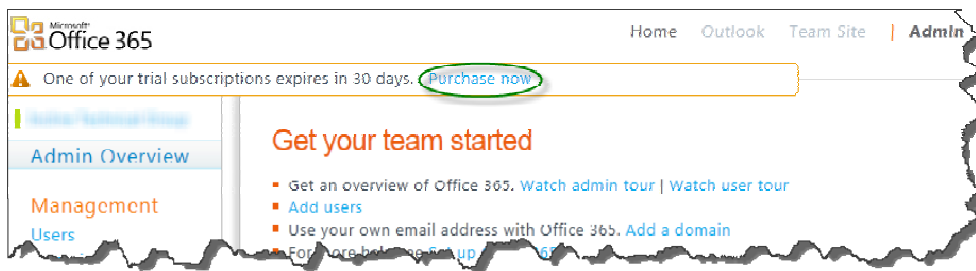 Microsoft®
Office 365
Home Outlook Team Site | Admin
One of your trial subscriptions expires in 30 days. Purchase now
Admin Overview
Get your team started
Get an overview of Office 365. Watch admin tour | Watch user tour
Management
Add users
Users
Use your own email address with Office 365. Add a domain